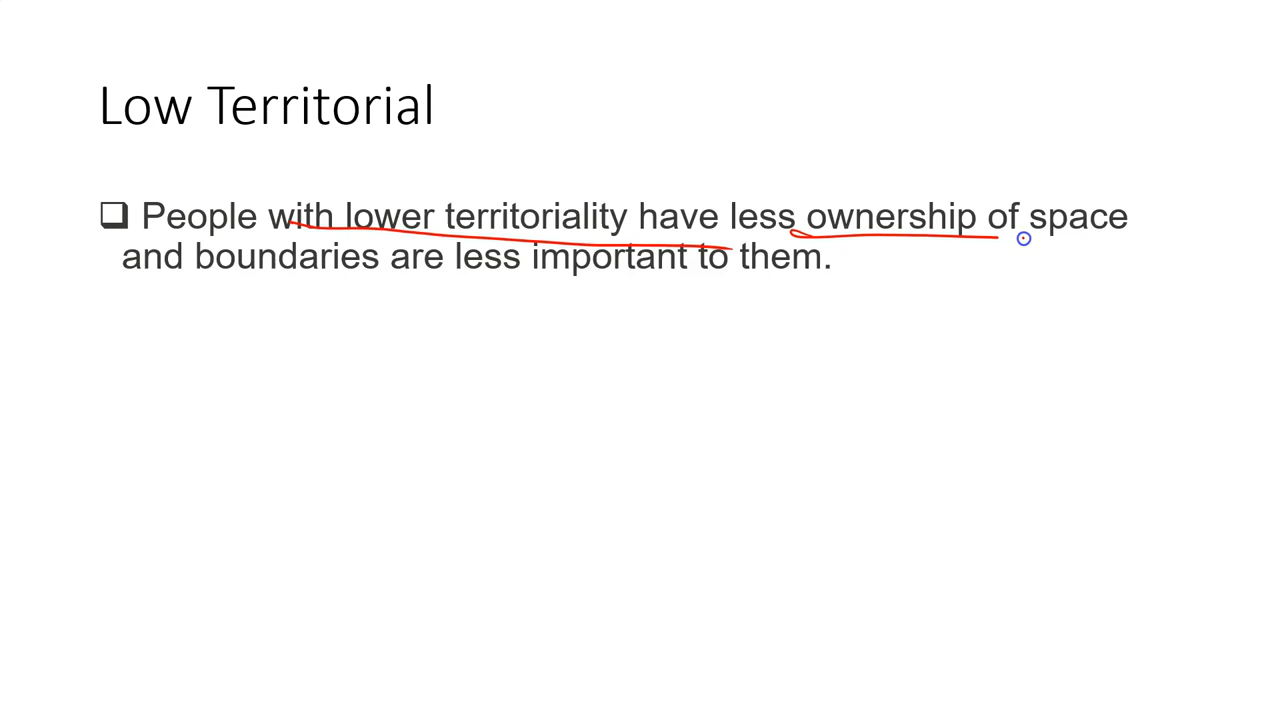 Low Territorial
❑ People with lower territoriality have less ownership of space
and boundaries are less important to them.